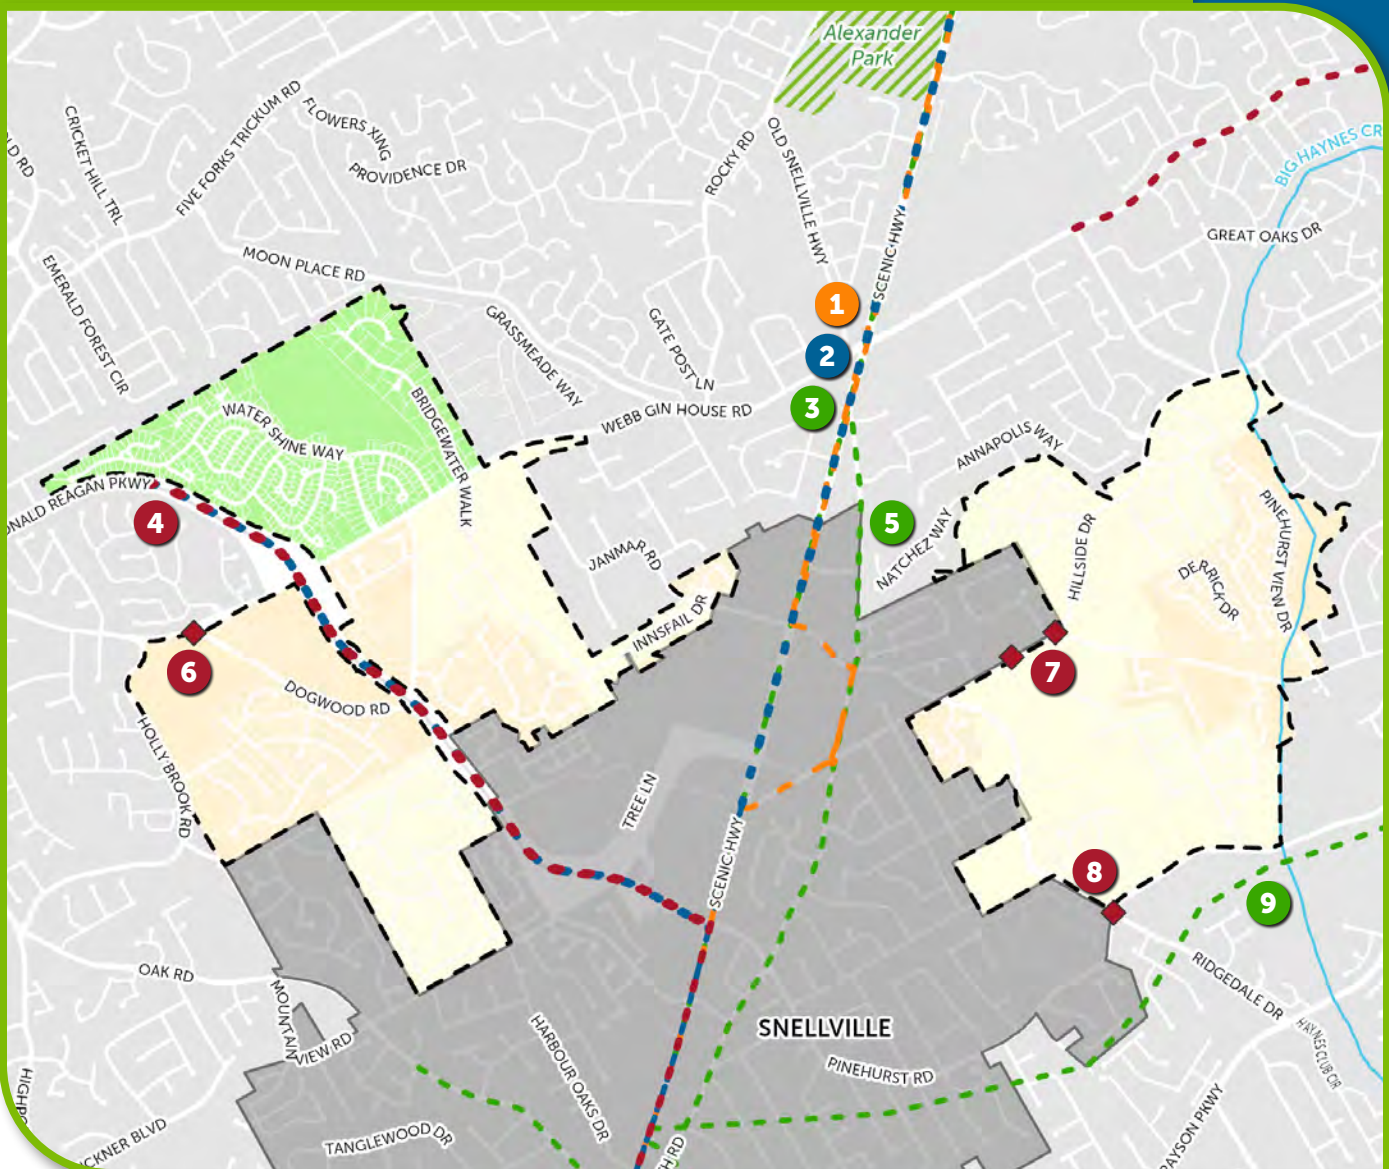 Alexander
Park
CRICKET HILL TRL
FIVE FORKS TRICKUM RD
FLOWERS XING
PROVIDENCE DR
ROCKY RD
OLD SNELLVILLE HWY
BIG HAYNES CR
GREAT OAKS DR
SCENIC HWY
MOON PLACE RD
EMERALD FOREST CIR
1
GRASSMEADE WAY
GATE POST LN
2
3
WEBB GIN HOUSE RD
BRIDGEWATER WALK
WATER SHINE WAY
ANNAPOLIS WAY
ONALD REAGAN PKWY
4
5
NATCHEZ WAY
PINEHURST VIEW DR
HILLSIDE DR
JANMAR RD
DERRICK DR
INNSFAIL DR
6
7
DOGWOOD RD
HOLLY BROOK RD
TREE LN
SCENIC HWY
8
9
OAK RD
MOUNTAIN
VIEW RD
RIDGEDALE DR
HAYNES CLUB CIR
HARBOUR OAKS DR
SNELLVILLE
PINEHURST RD
TANGLEWOOD DR